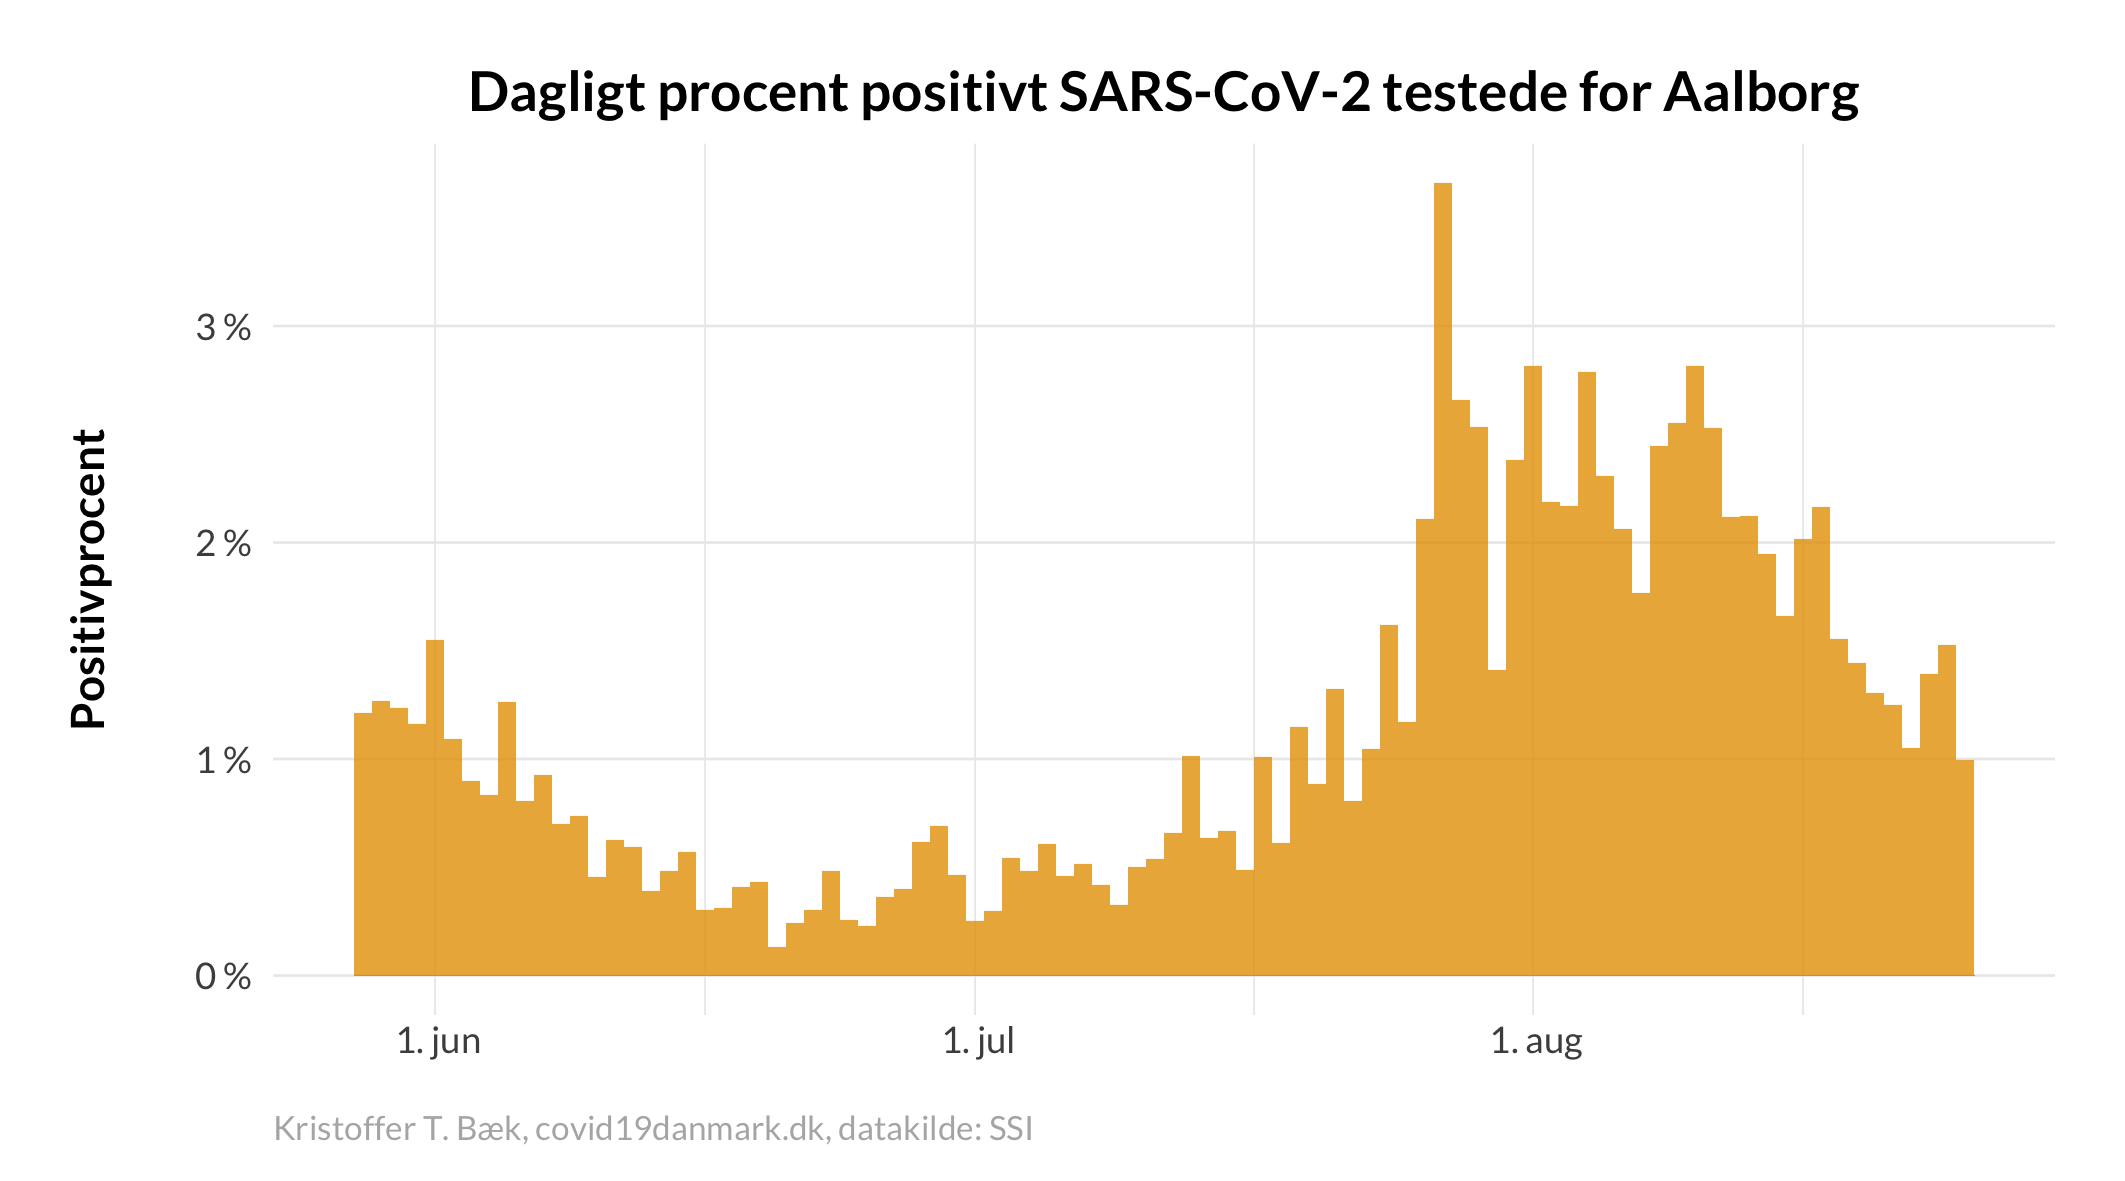 Dagligt procent positivt SARS-CoV-2 testede for Aalborg
Positivprocent
3 %
2 %
1 %
0 %
1. jun
1. jul
1. aug
Kristoffer T. Bæk, covid19danmark.dk, datakilde: SSI